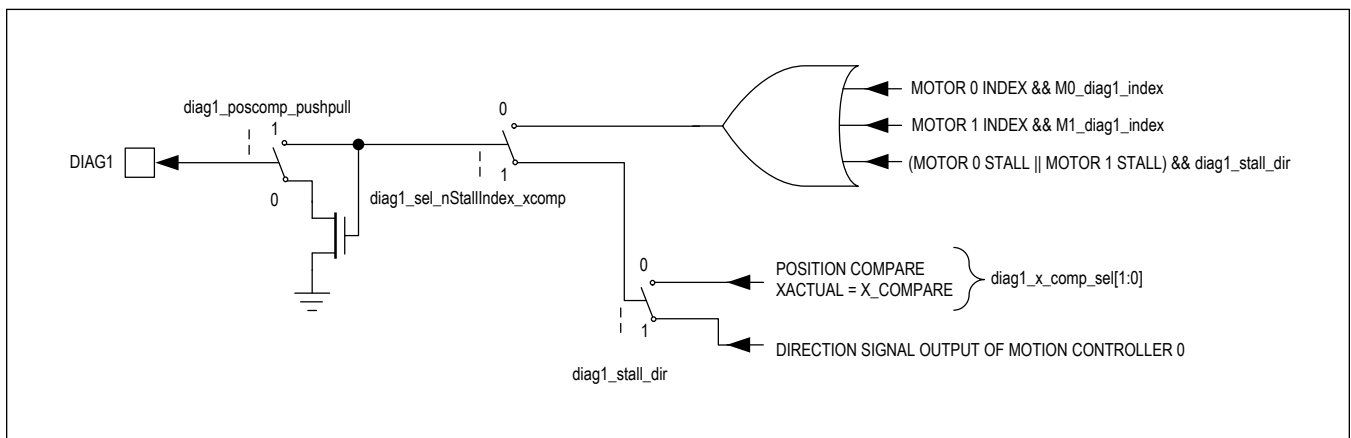 0
MOTOR 0 INDEX && M0_diag1_index
diag1_poscomp_pushpull
1
MOTOR 1 INDEX && M1_diag1_index
DIAG1
(MOTOR 0 STALL || MOTOR 1 STALL) && diag1_stall_dir
0
1
diag1_sel_nStallIndex_xcomp
0
POSITION COMPARE
XACTUAL = X_COMPARE
diag1_x_comp_sel[1:0]
1
DIRECTION SIGNAL OUTPUT OF MOTION CONTROLLER 0
diag1_stall_dir